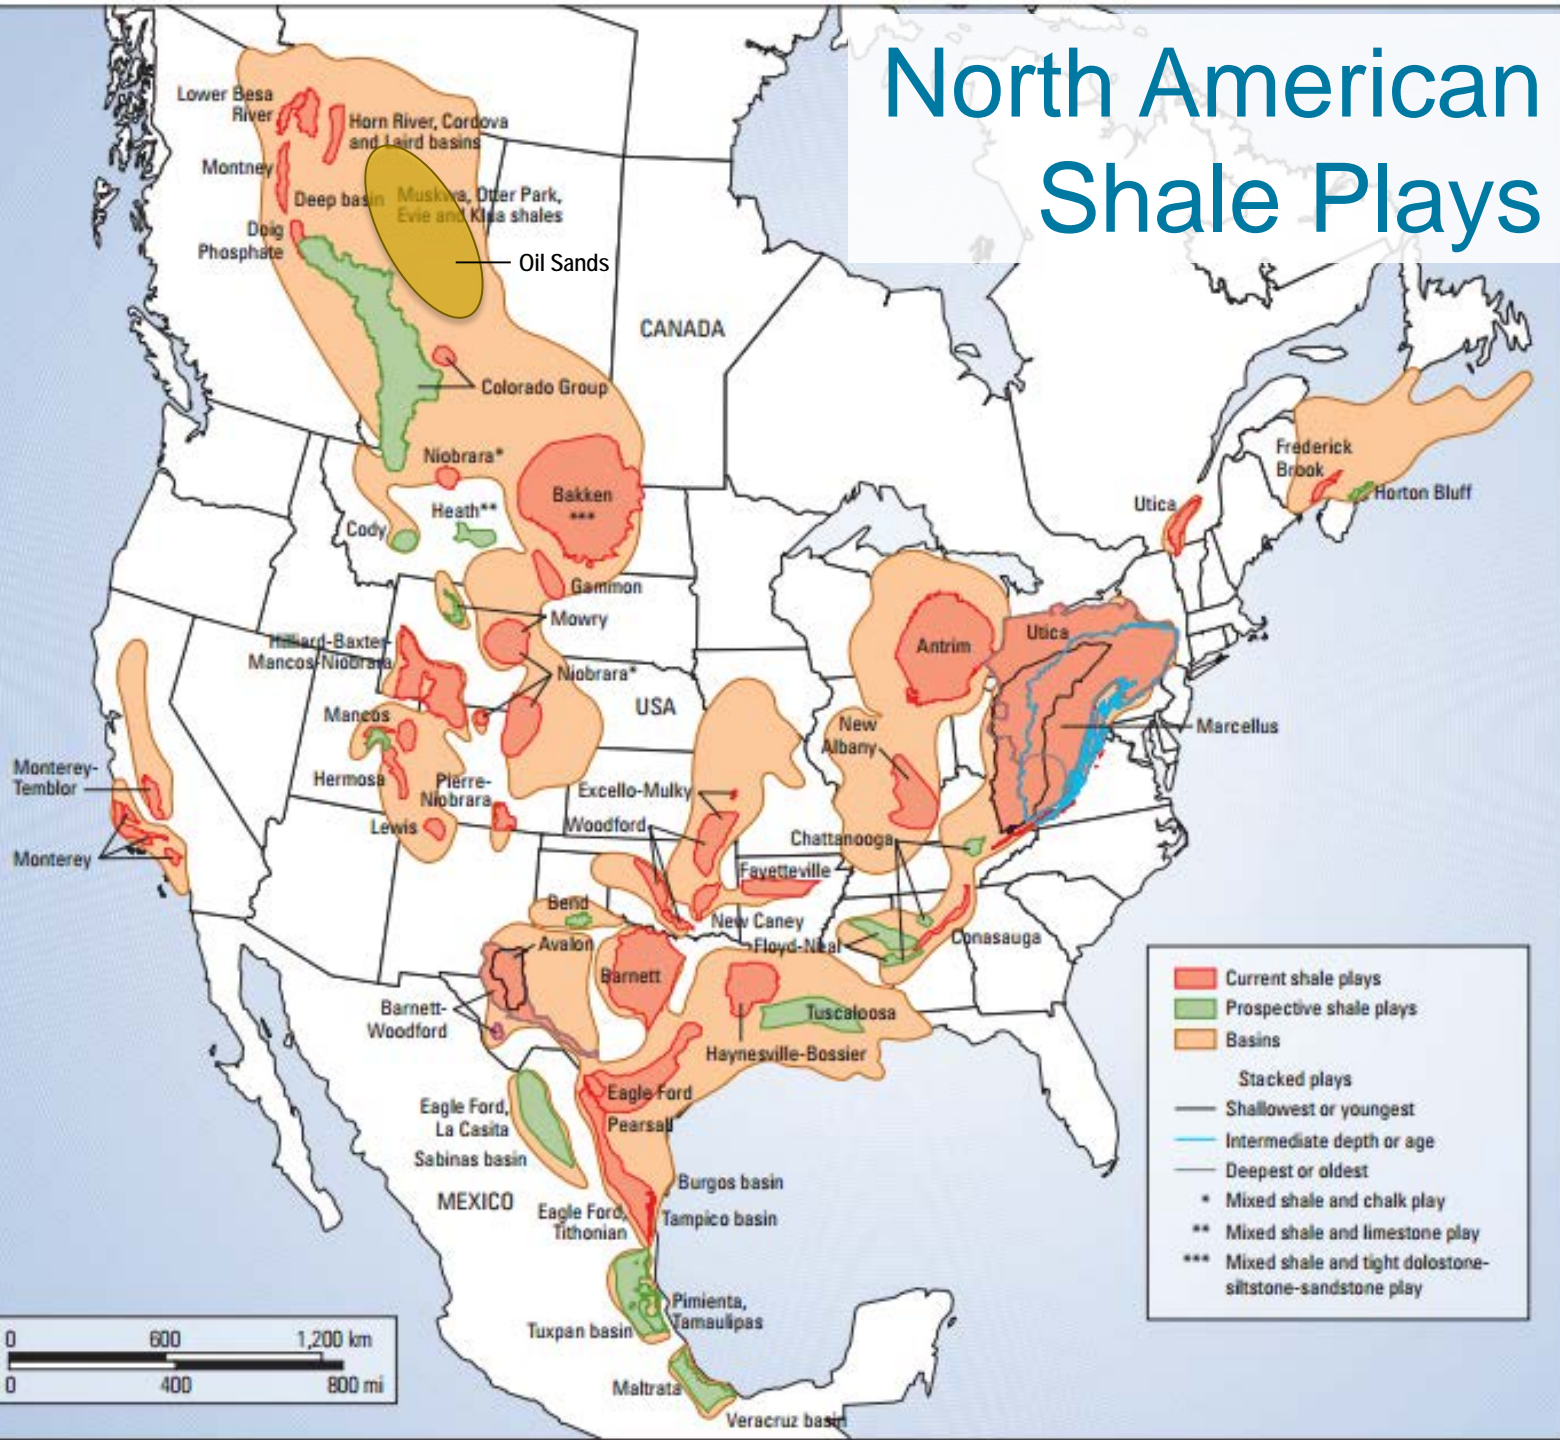 North American
Shale Plays
Lower Besa
River
Horn River, Cordova
and Laird basins
Montney
Deep basin
Muskwa, Otter Park,
Evie and Klua shales
Doig
Phosphate
Oil Sands
CANADA
Colorado Group
Niobrara*
Bakken
***
Heath**
Cody
Gammon
Mowry
Hilliard-Baxter-
Mancos-Niobrara
Niobrara*
USA
Mancos
Hermosa
Pierre-
Niobrara
Lewis
Monterey-
Temblor
Monterey
Excello-Mulky
Woodford
Antrim
New
Albany
Utica
Marcellus
Utica
Frederick
Brook
Horton Bluff
Chattanooga
Fayetteville
New Caney
Floyd-Neal
Conasauga
Bend
Avalon
Barnett
Barnett-
Woodford
Tuscaloosa
Haynesville-Bossier
Eagle Ford
Pearsall
Eagle Ford,
La Casita
Sabinas basin
MEXICO
Burgos basin
Eagle Ford,
Tithonian
Tampico basin
Pimienta,
Tamaulipas
Tuxpan basin
Maltrata
Veracruz basin
Current shale plays
Prospective shale plays
Basins
Stacked plays
Shallowest or youngest
Intermediate depth or age
Deepest or oldest
* Mixed shale and chalk play
** Mixed shale and limestone play
*** Mixed shale and tight dolostone-
siltstone-sandstone play
0 600 1,200 km
0 400 800 mi